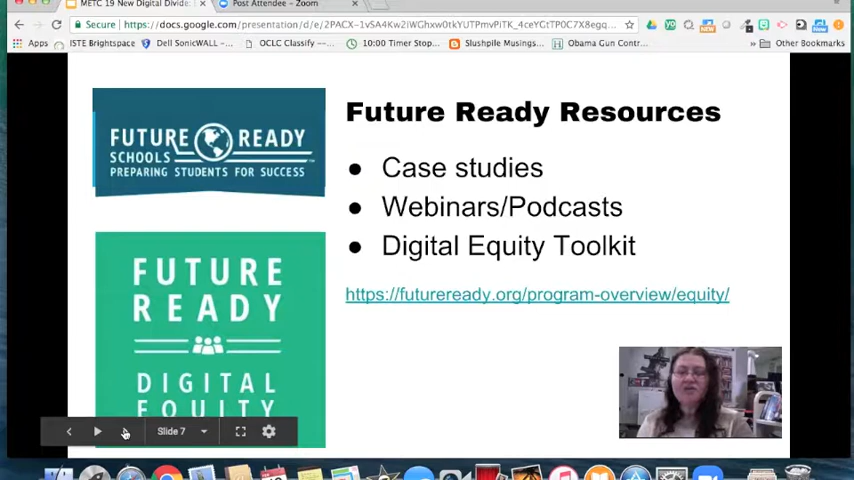 METC 19 New Digital Divide:
Post Attendee – Zoom
Secure
https://docs.google.com/presentation/d/e/2PACX-1vSA4Kw2iWGhxw0tkYUTPmvPiTK_4ceYGtTP0C7X8egq...
Apps
ISTE Brightspace
Dell SonicWALL -...
OCLC Classify --...
10:00 Timer Stop...
Slushpile Musings...
Obama Gun Contr...
Other Bookmarks
FUTURE READY
SCHOOLS
PREPARING STUDENTS FOR SUCCESS
Future Ready Resources
● Case studies
● Webinars/Podcasts
● Digital Equity Toolkit
https://futureready.org/program-overview/equity/
FUTURE
READY
DIGITAL
EQUITY
Slide 7